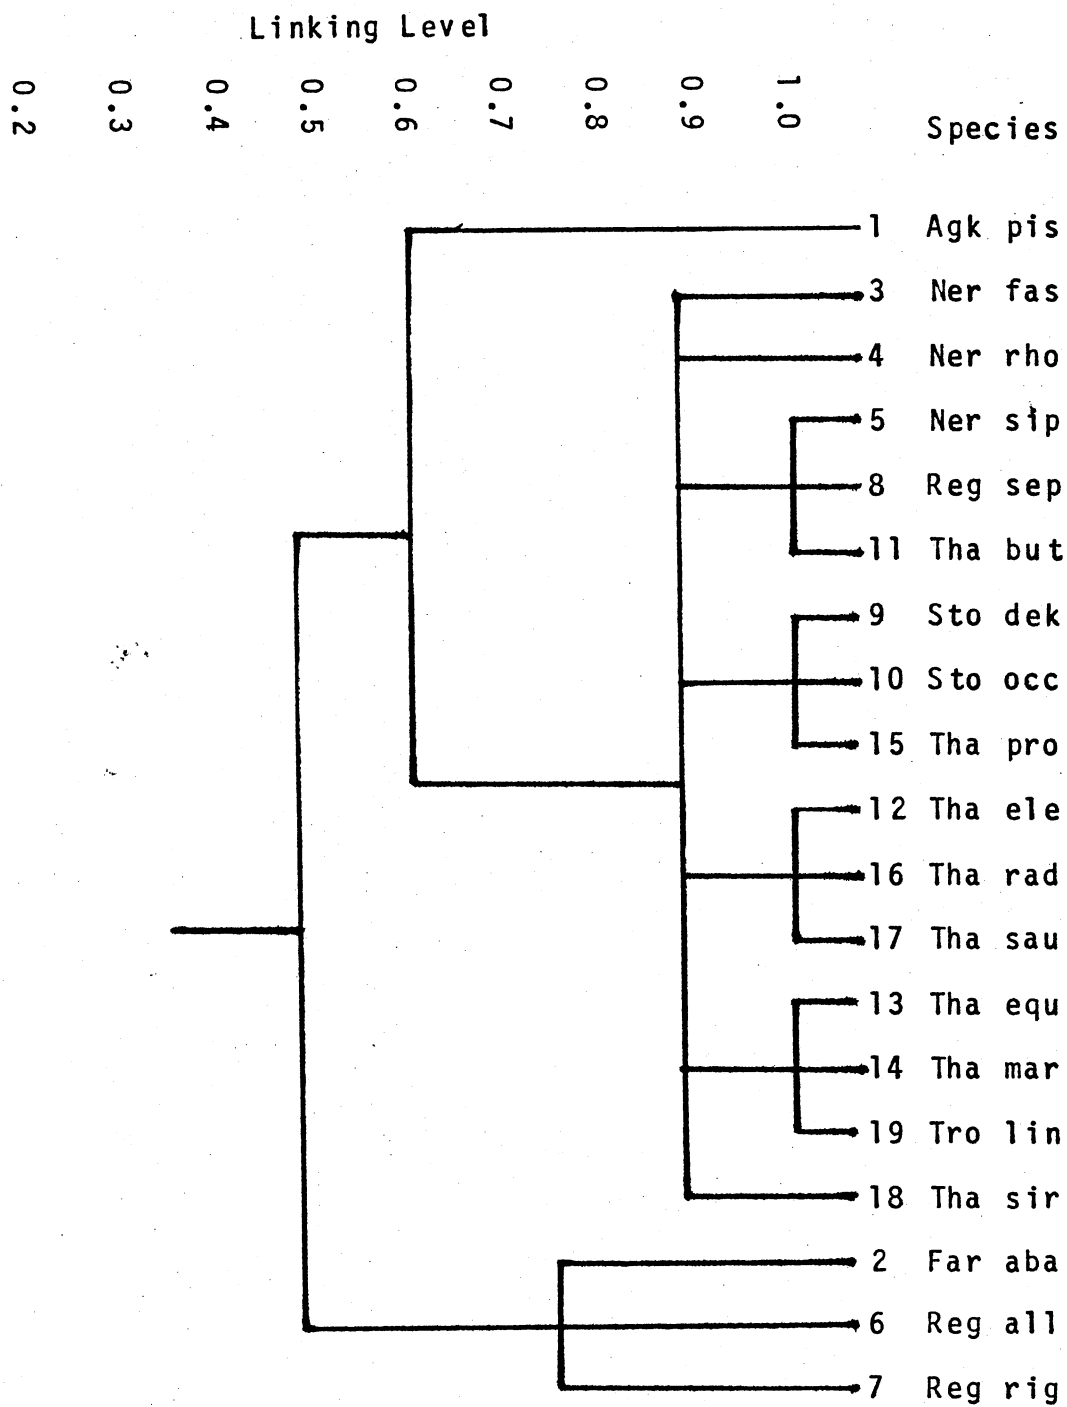 Linking Level
0.2 0.3 0.4 0.5 0.6 0.7 0.8 0.9 1.0
Species
1 Agk pis
3 Ner fas
4 Ner rho
5 Ner sip
8 Reg sep
11 Tha but
9 Sto dek
10 Sto occ
15 Tha pro
12 Tha ele
16 Tha rad
17 Tha sau
13 Tha equ
14 Tha mar
19 Tro lin
18 Tha sir
2 Far aba
6 Reg all
7 Reg rig